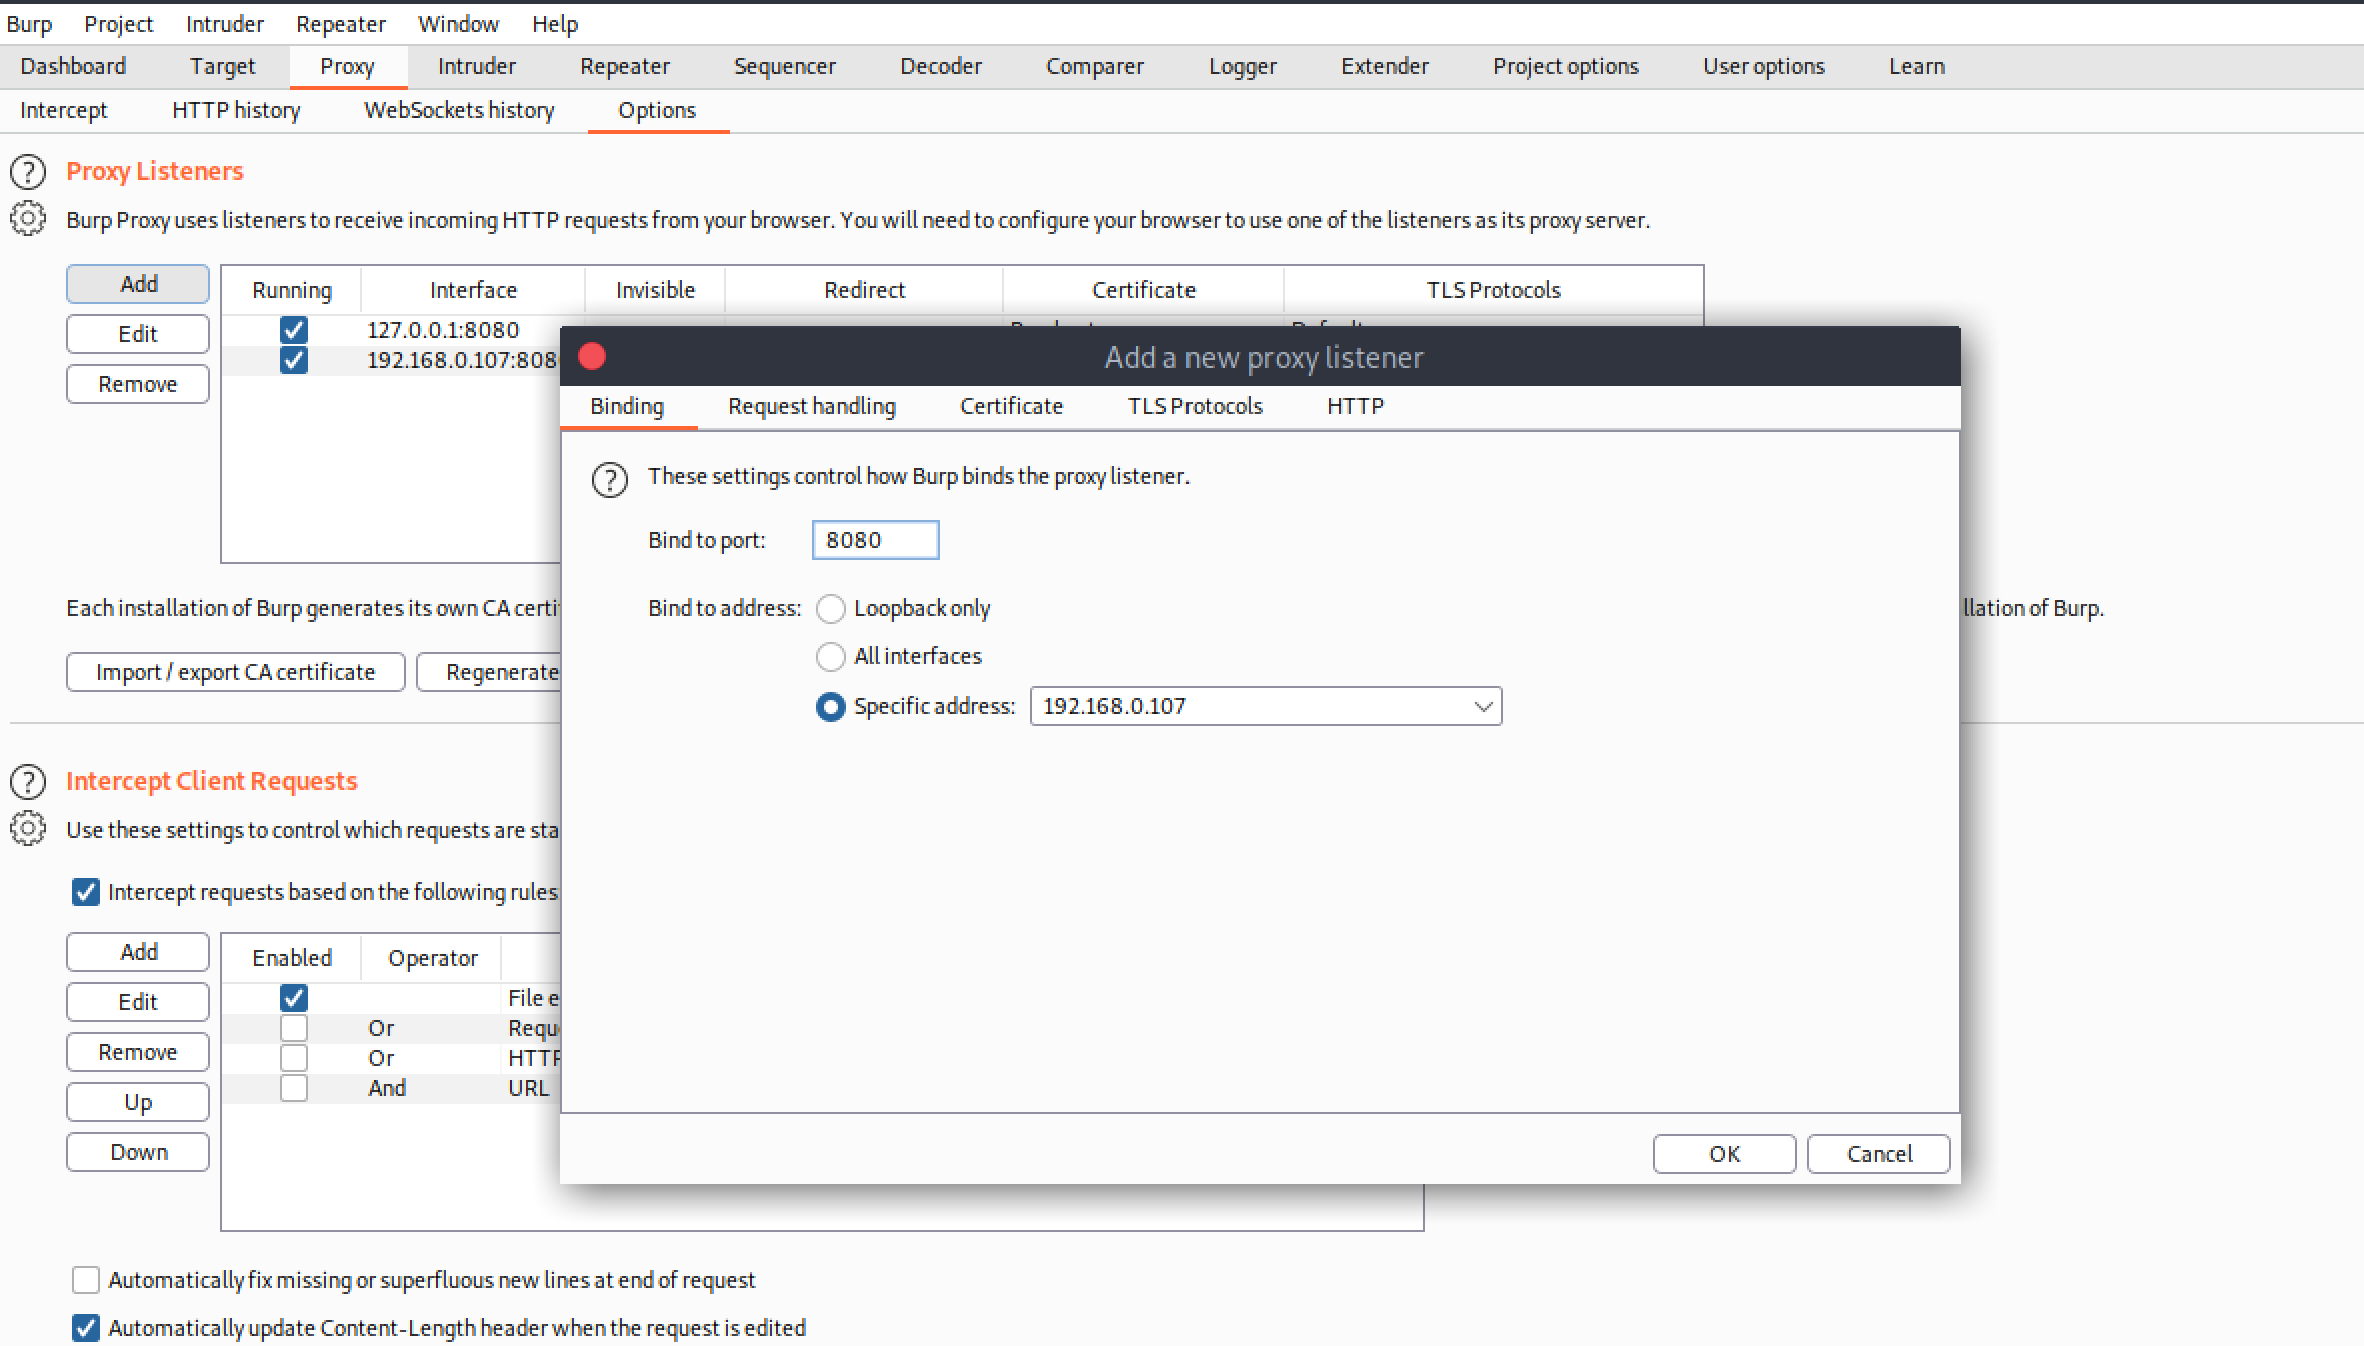 Burp Project Intruder Repeater Window Help
Dashboard Target Proxy Intruder Repeater Sequencer Decoder Comparer Logger Extender Project options User options Learn
Intercept HTTP history WebSockets history Options
Proxy Listeners
Burp Proxy uses listeners to receive incoming HTTP requests from your browser. You will need to configure your browser to use one of the listeners as its proxy server.
Add
Edit
Remove
Running Interface Invisible Redirect Certificate TLS Protocols
127.0.0.1:8080
192.168.0.107:808
Each installation of Burp generates its own CA certi
llation of Burp.
Import / export CA certificate Regenerate
Intercept Client Requests
Use these settings to control which requests are sta
Intercept requests based on the following rules
Add
Edit
Remove
Up
Down
Enabled Operator
File e
Or Requ
Or HTTP
And URL
Automatically fix missing or superfluous new lines at end of request
Automatically update Content-Length header when the request is edited
Add a new proxy listener
Binding Request handling Certificate TLS Protocols HTTP
These settings control how Burp binds the proxy listener.
Bind to port: 8080
Bind to address: Loopback only
All interfaces
Specific address: 192.168.0.107
OK Cancel